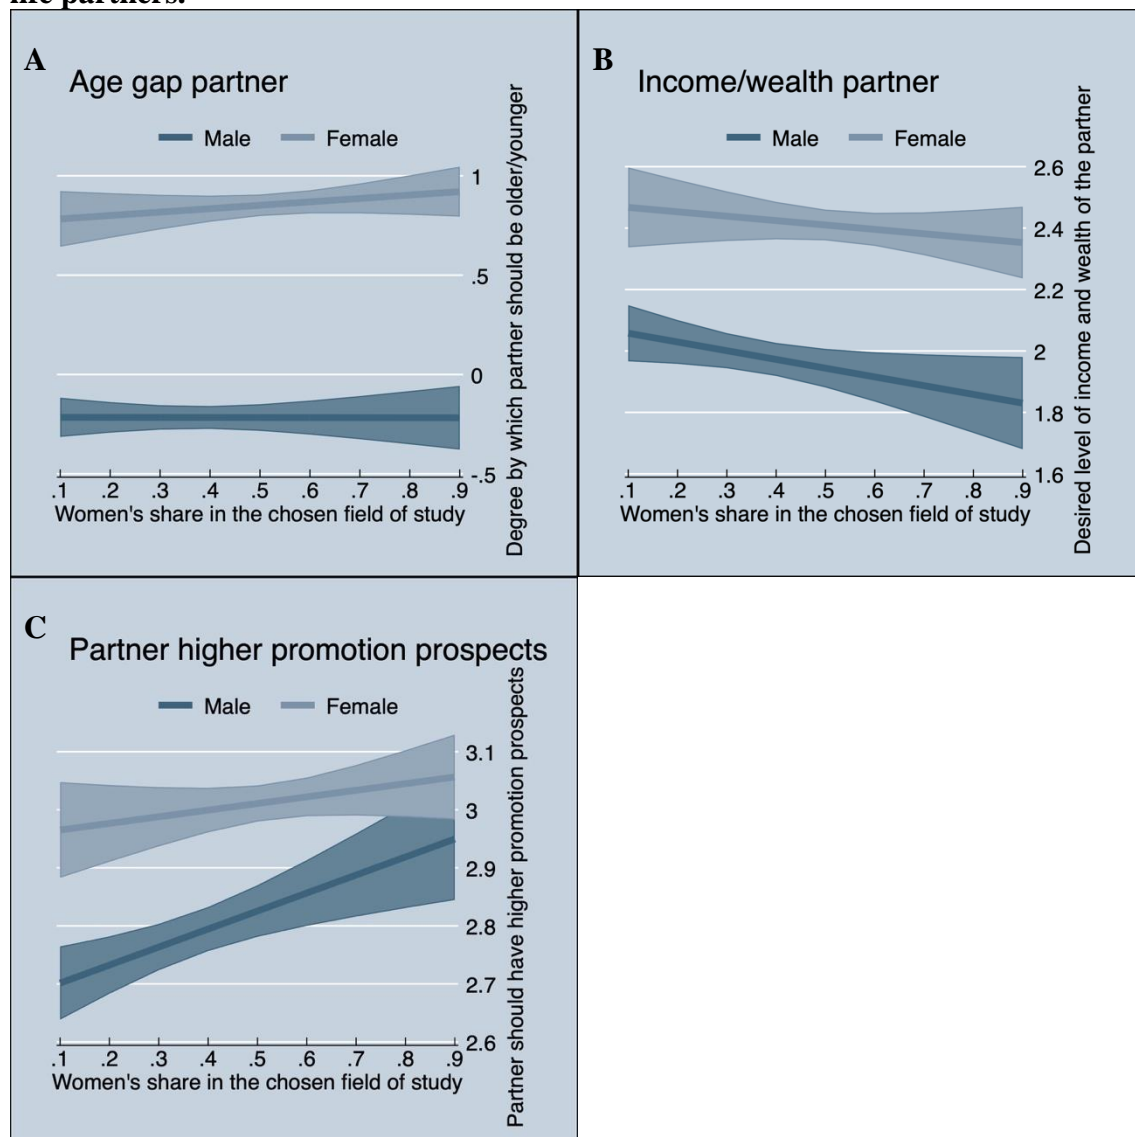 life partners.
A
Age gap partner
Male Female
1
.5
0
-.5
.1 .2 .3 .4 .5 .6 .7 .8 .9
Women's share in the chosen field of study
Degree by which partner should be older/younger
B
Income/wealth partner
Male Female
2.6
2.4
2.2
2
1.8
1.6
.1 .2 .3 .4 .5 .6 .7 .8 .9
Women's share in the chosen field of study
Desired level of income and wealth of the partner
C
Partner higher promotion prospects
Male Female
3.1
3
2.9
2.8
2.7
2.6
.1 .2 .3 .4 .5 .6 .7 .8 .9
Women's share in the chosen field of study
Partner should have higher promotion prospects